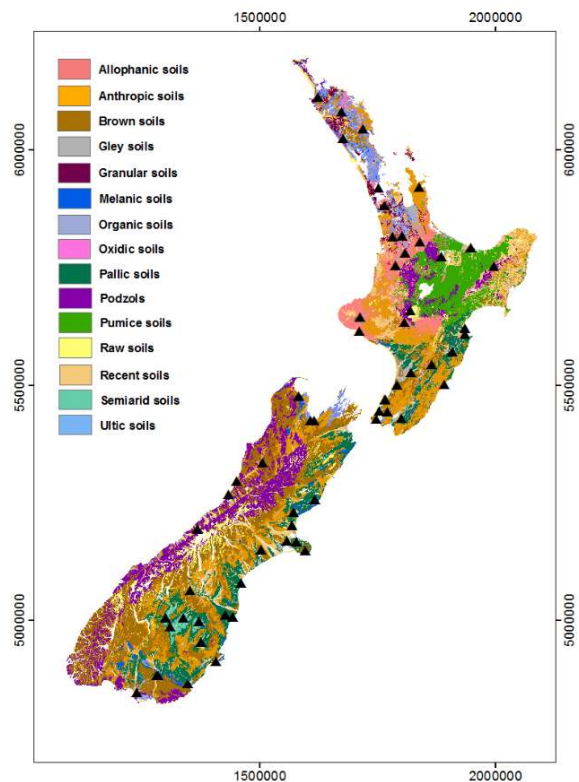 1500000 2000000
Allophanic soils
Anthropic soils
Brown soils
Gley soils
Granular soils
Melanic soils
Organic soils
Oxidic soils
Pallic soils
Podzols
Pumice soils
Raw soils
Recent soils
Semiarid soils
Ultic soils
6000000 6000000
5500000 5500000
5000000 5000000
1500000 2000000